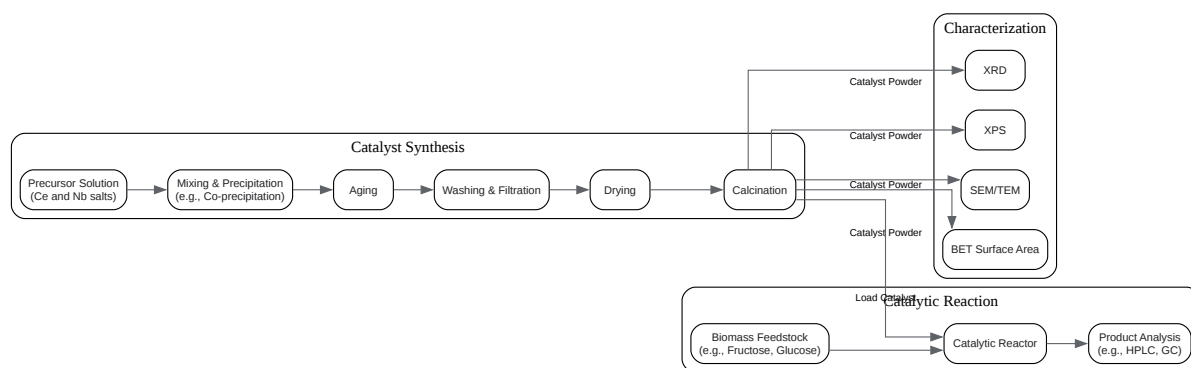 Characterization
XRD
Catalyst Powder
XPS
Catalyst Powder
Catalyst Synthesis
Precursor Solution
(Ce and Nb salts)
Mixing & Precipitation
(e.g., Co-precipitation)
Aging
Washing & Filtration
Drying
Calcination
Catalyst Powder
SEM/TEM
Catalyst Powder
BET Surface Area
Load Catalyst
Catalytic Reaction
Biomass Feedstock
(e.g., Fructose, Glucose)
Catalytic Reactor
Product Analysis
(e.g., HPLC, GC)